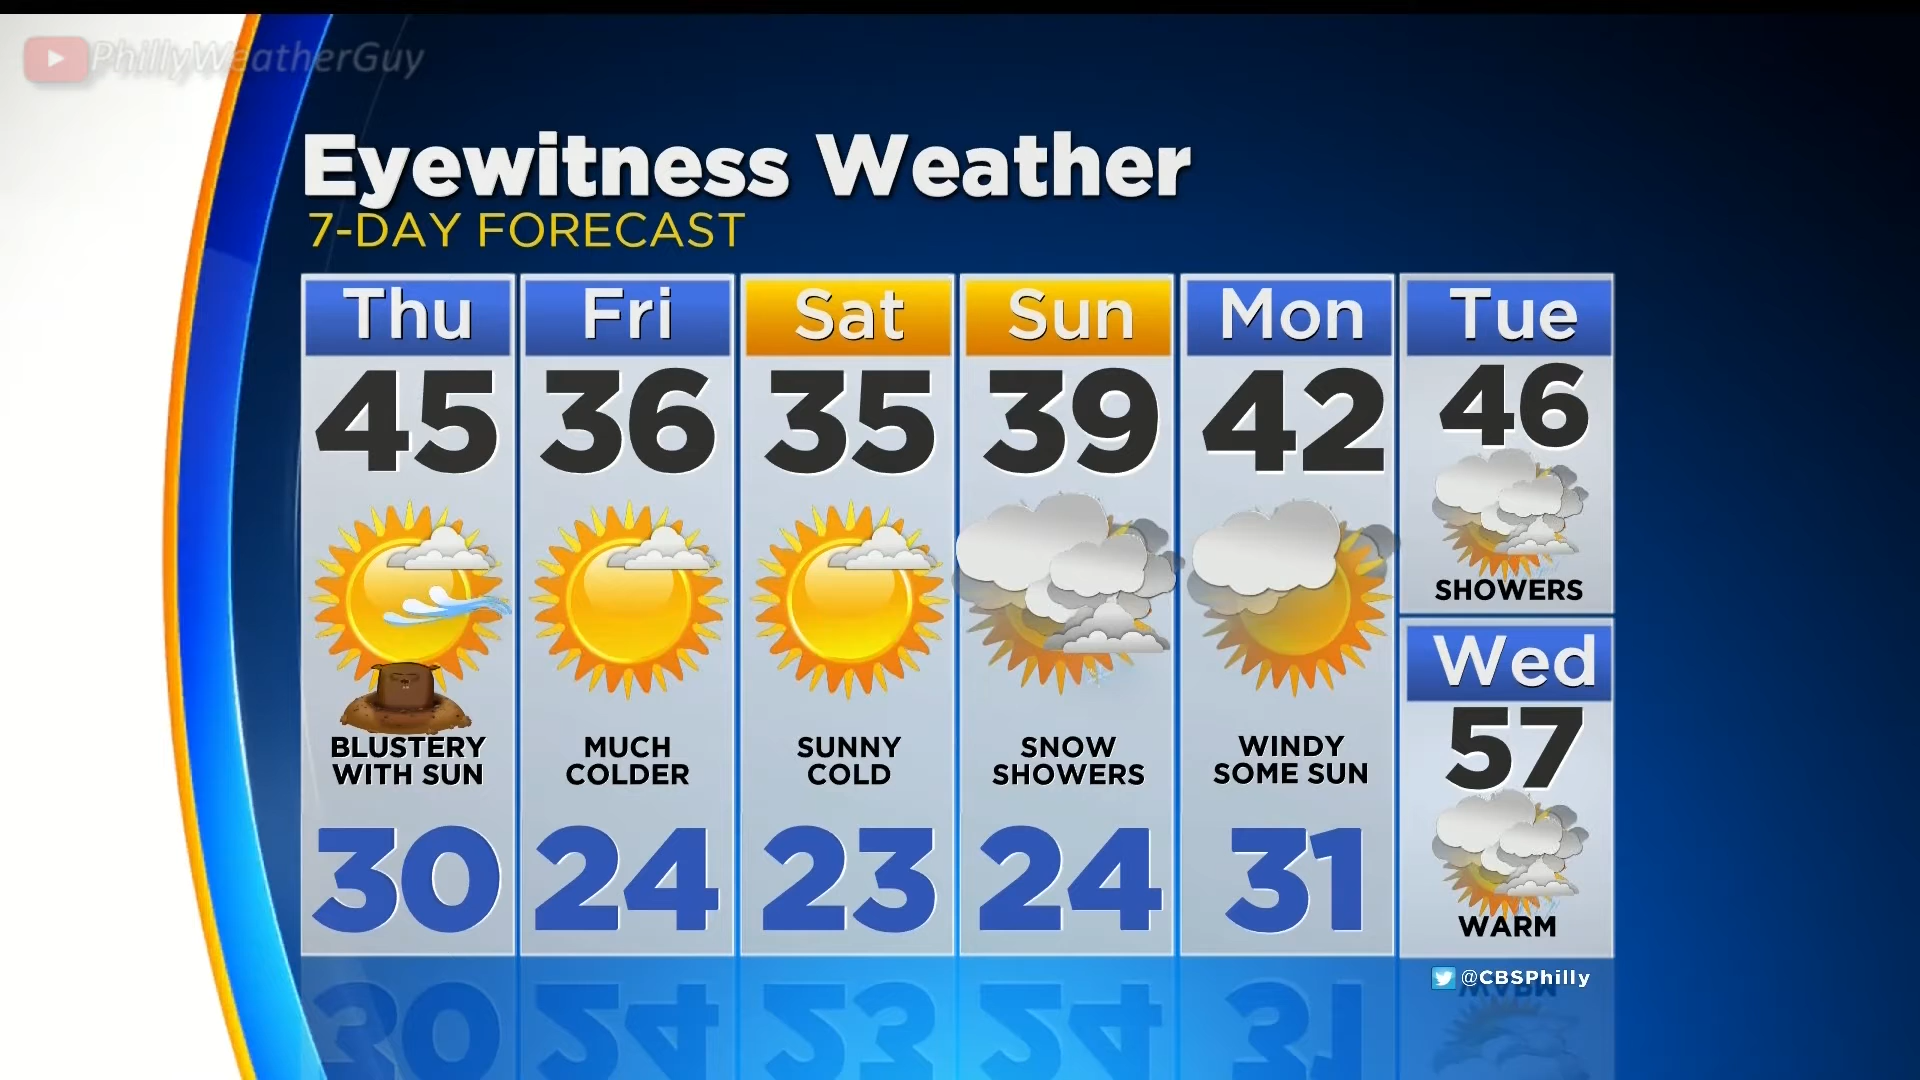 PhillyWeatherGuy
Eyewitness Weather
7-DAY FORECAST
Thu
45
BLUSTERY
WITH SUN
30
Fri
36
MUCH
COLDER
24
Sat
35
SUNNY
COLD
23
Sun
39
SNOW
SHOWERS
24
Mon
42
WINDY
SOME SUN
31
Tue
46
SHOWERS
Wed
57
WARM
@CBSPhilly